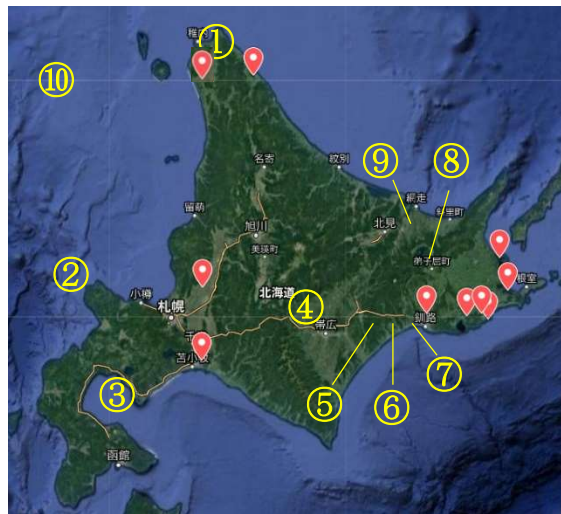 稚内
①
⑩
名寄
紋別
⑨
⑧
網走
斜里町
留萌
旭川
北見
美瑛町
弟子屈町
②
小樽
札幌
北海道
根室
④
帯広
釧路
千
苫小牧
③
⑤
⑥
⑦
函館